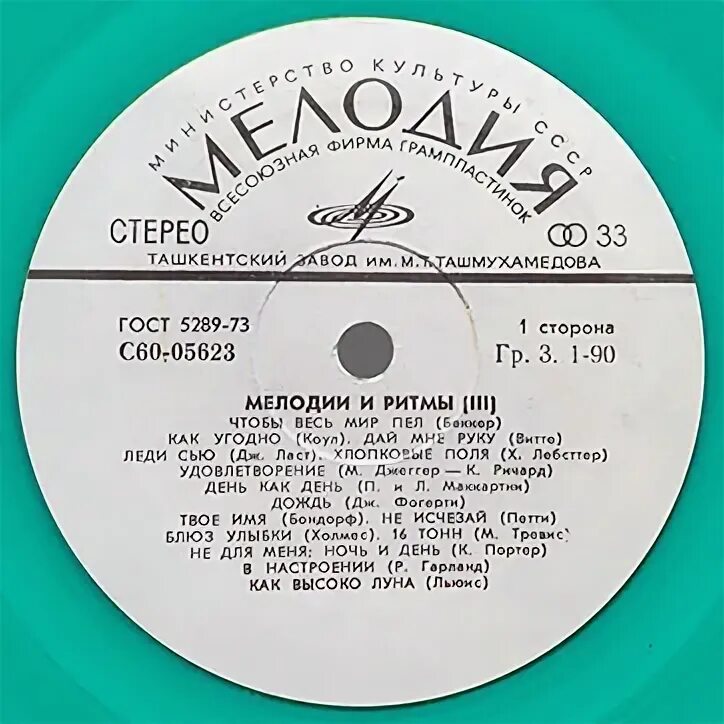 МИНИСТЕРСТВО КУЛЬТУРЫ СССР
МЕЛОДИЯ
ВСЕСОЮЗНАЯ ФИРМА ГРАМПЛАСТИНОК
СТЕРЕО 33
ТАШКЕНТСКИЙ ЗАВОД ИМ. М.Т.ТАШМУХАМЕДОВА
ГОСТ 5289-73 1 сторона
С60-05623 Гр. 3. 1-90
МЕЛОДИИ И РИТМЫ (III)
ЧТОБЫ ВЕСЬ МИР ПЕЛ (Беккер)
КАК УГОДНО (Коул). ДАЙ МНЕ РУКУ (Витте)
ЛЕДИ СЬЮ (Дж. Ласт). ХЛОПКОВЫЕ ПОЛЯ (Х. Лебеттер)
УДОВЛЕТВОРЕНИЕ (М. Джеггер — К. Ричард)
ДЕНЬ КАК ДЕНЬ (П. и Л. Маккартни)
ДОЖДЬ (Дж. Фогерти)
ТВОЕ ИМЯ (Бондорф). НЕ ИСЧЕЗАЙ (Петти)
БЛЮЗ УЛЫБКИ (Холмес). 16 ТОНН (М. Тревис)
НЕ ДЛЯ МЕНЯ; НОЧЬ И ДЕНЬ (К. Портер)
В НАСТРОЕНИИ (Р. Гарланд)
КАК ВЫСОКО ЛУНА (Льюис)